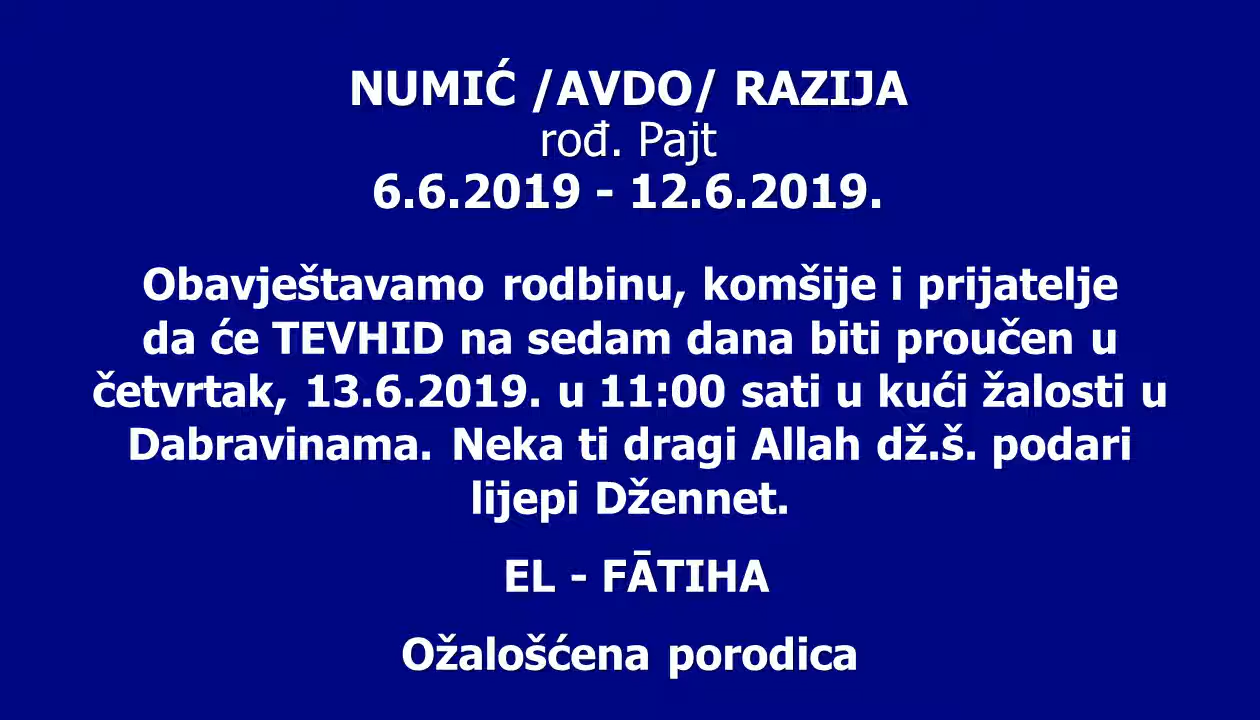 NUMIĆ /AVDO/ RAZIJA
rođ. Pajt
6.6.2019 - 12.6.2019.
Obavještavamo rodbinu, komšije i prijatelje
da će TEVHID na sedam dana biti proučen u
četvrtak, 13.6.2019. u 11:00 sati u kući žalosti u
Dabravinama. Neka ti dragi Allah dž.š. podari
lijepi Džennet.
EL - FĀTIHA
Ožalošćena porodica